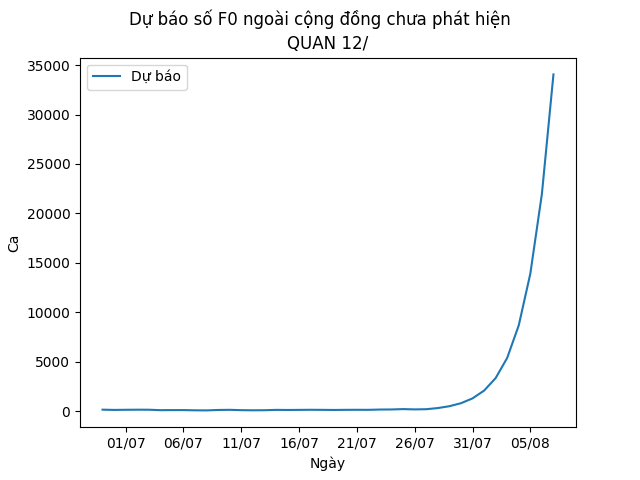 Dự báo số F0 ngoài cộng đồng chưa phát hiện
QUAN 12/
Dự báo
35000
30000
25000
20000
15000
10000
5000
0
Ca
01/07 06/07 11/07 16/07 21/07 26/07 31/07 05/08
Ngày